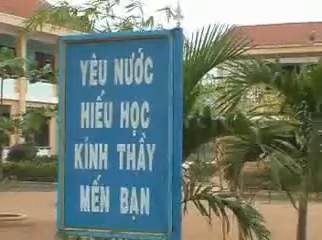 YÊU NƯỚC
HIẾU HỌC
KÍNH THẦY
MẾN BẠN